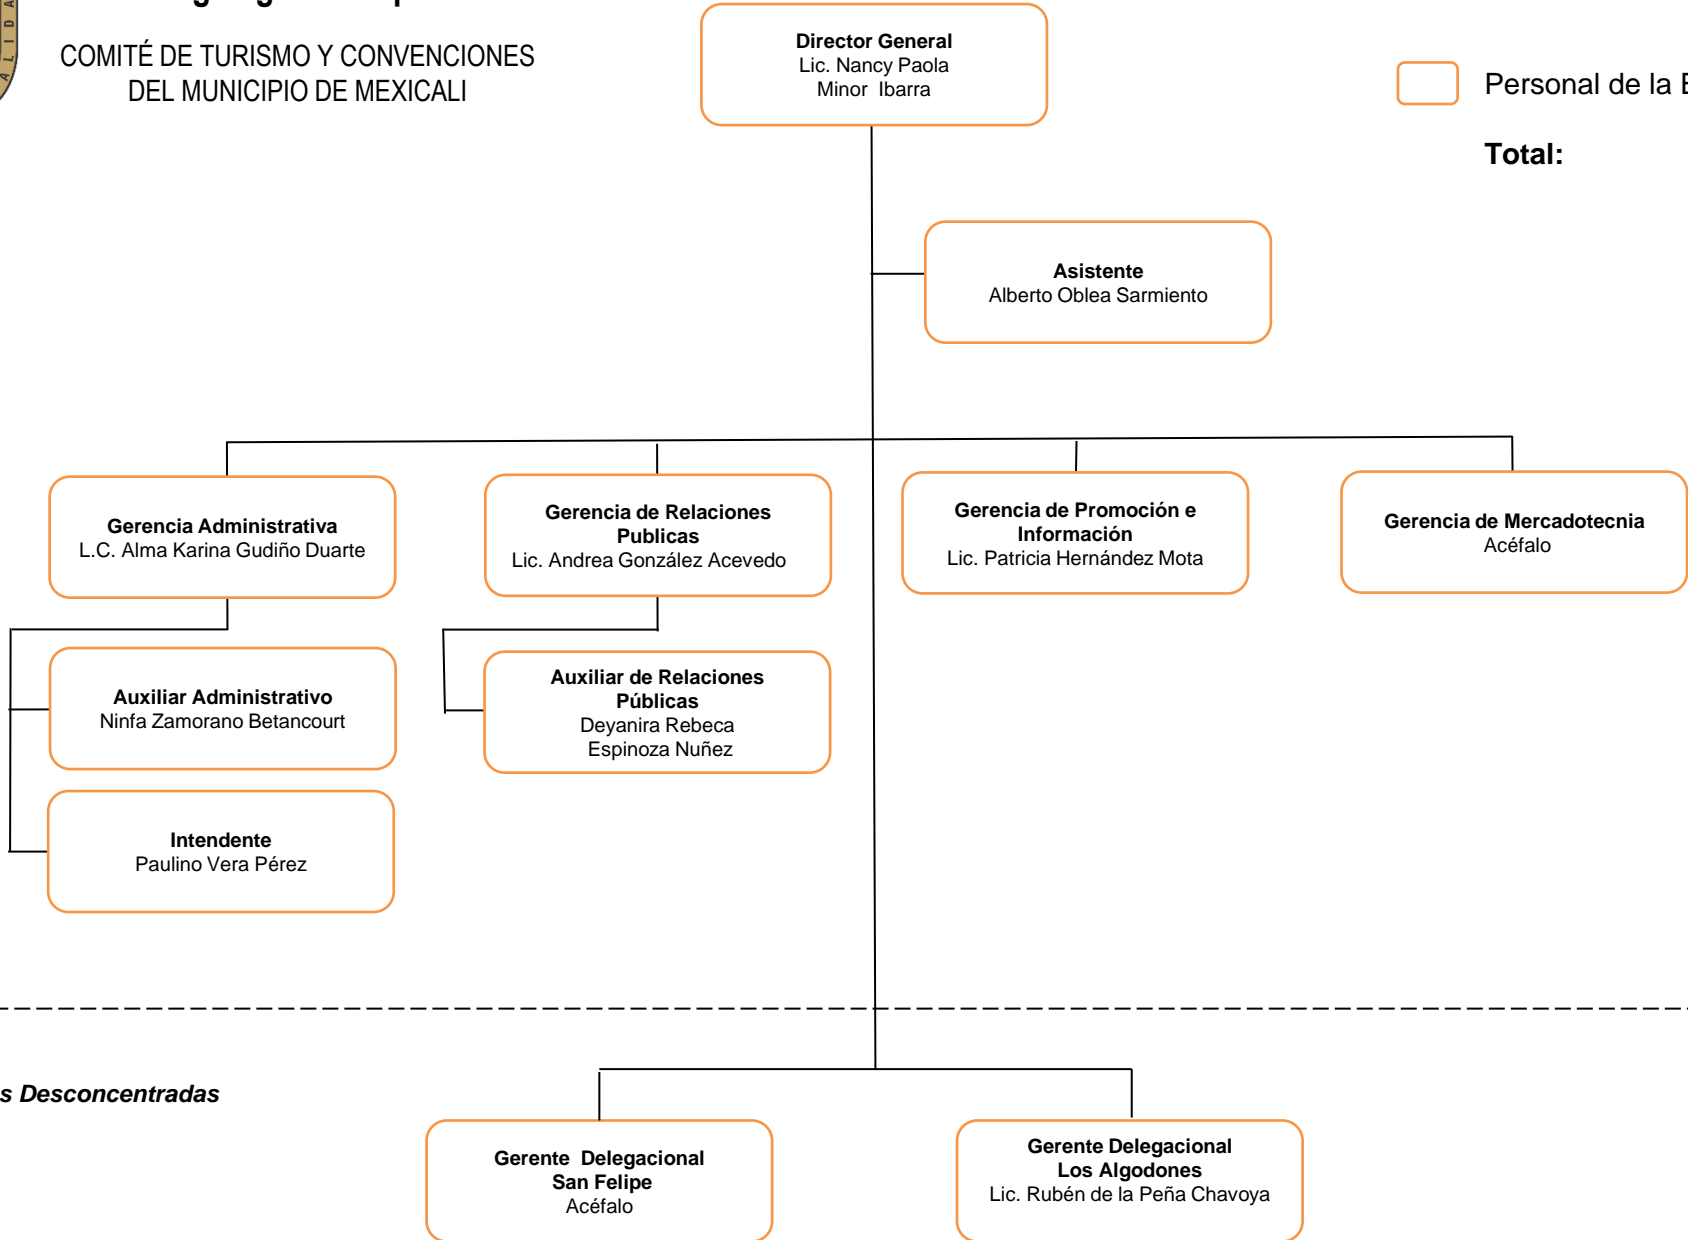 COMITÉ DE TURISMO Y CONVENCIONES
DEL MUNICIPIO DE MEXICALI
Director General
Lic. Nancy Paola
Minor Ibarra
Personal de la
Total:
Asistente
Alberto Oblea Sarmiento
Gerencia Administrativa
L.C. Alma Karina Gudiño Duarte
Gerencia de Relaciones
Publicas
Lic. Andrea González Acevedo
Gerencia de Promoción e
Información
Lic. Patricia Hernández Mota
Gerencia de Mercadotecnia
Acéfalo
Auxiliar Administrativo
Ninfa Zamorano Betancourt
Auxiliar de Relaciones
Públicas
Deyanira Rebeca
Espinoza Nuñez
Intendente
Paulino Vera Pérez
s Desconcentradas
Gerente Delegacional
San Felipe
Acéfalo
Gerente Delegacional
Los Algodones
Lic. Rubén de la Peña Chavoya